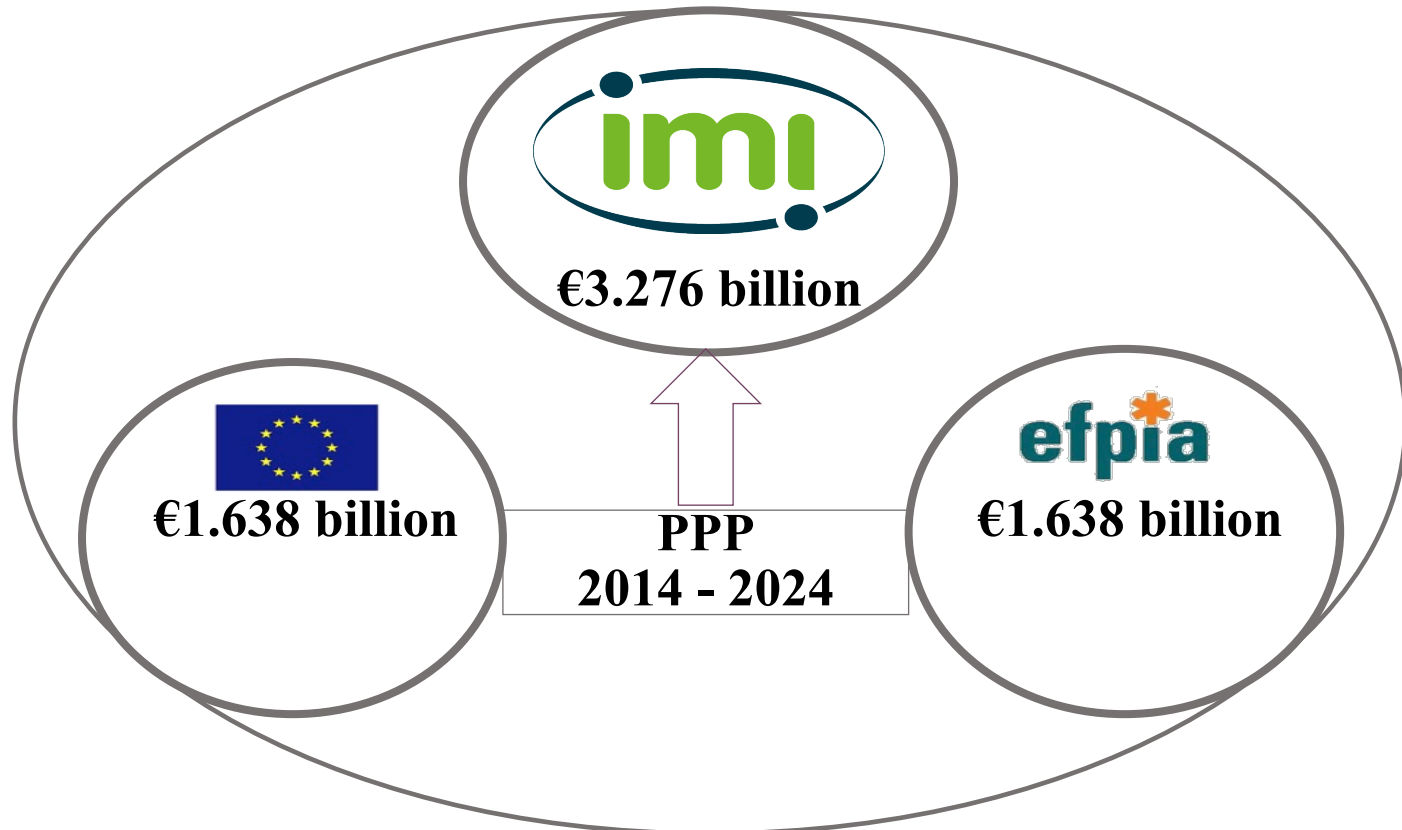 imi
€3.276 billion
efpia
€1.638 billion
€1.638 billion
PPP
2014 - 2024